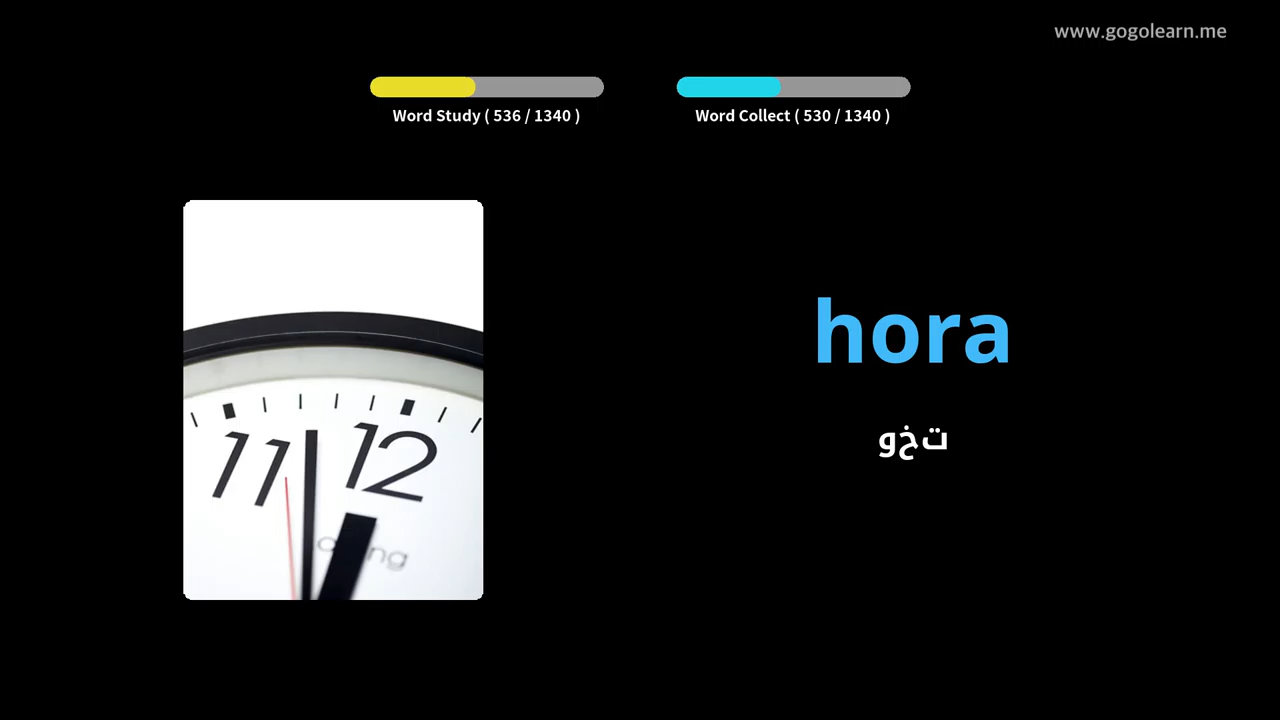 www.gogolearn.me
Word Study ( 536 / 1340 )
Word Collect ( 530 / 1340 )
11
12
hora
وخت